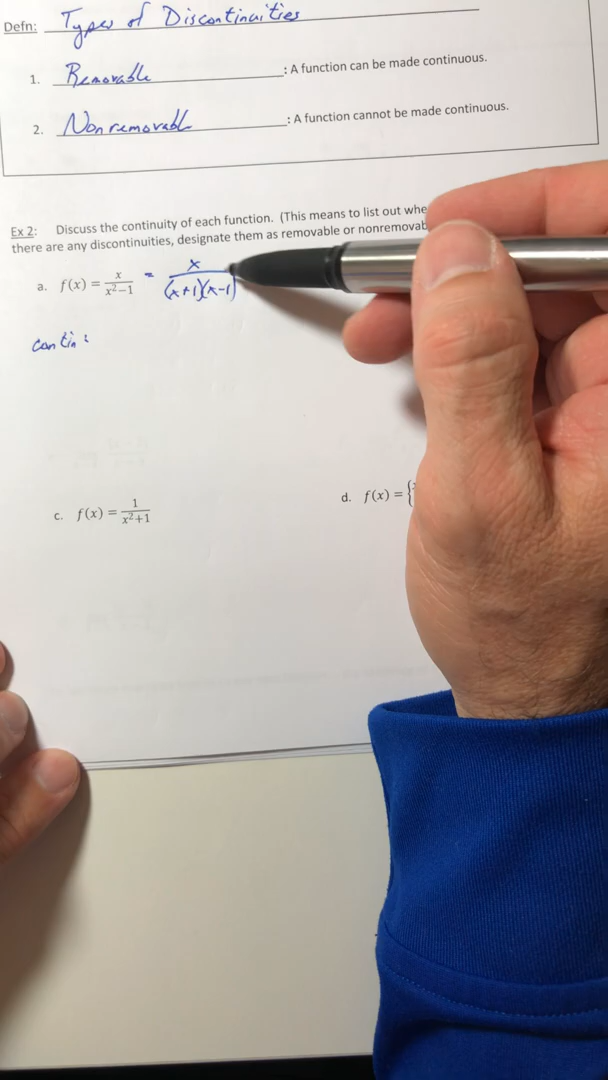 Defn: Types of Discontinuities
1. Removable : A function can be made continuous.
2. Nonremovabl : A function cannot be made continuous.
Ex 2: Discuss the continuity of each function. (This means to list out whe
there are any discontinuities, designate them as removable or nonremovab
a. f(x) = x/(x²−1) = x/((x+1)(x-1))
contin:
c. f(x) = 1/(x²+1)
d. f(x) = {